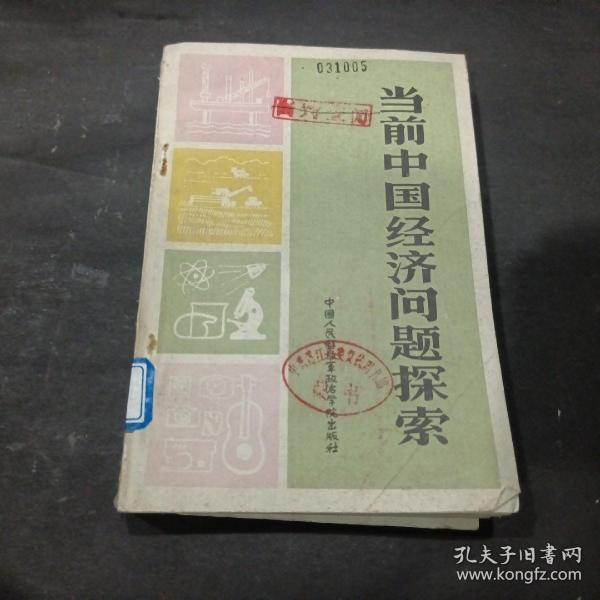 031005
当前中国经济问题探索
中国人民解放军政治学院出版社
孔夫子旧书网
www.kongfz.com